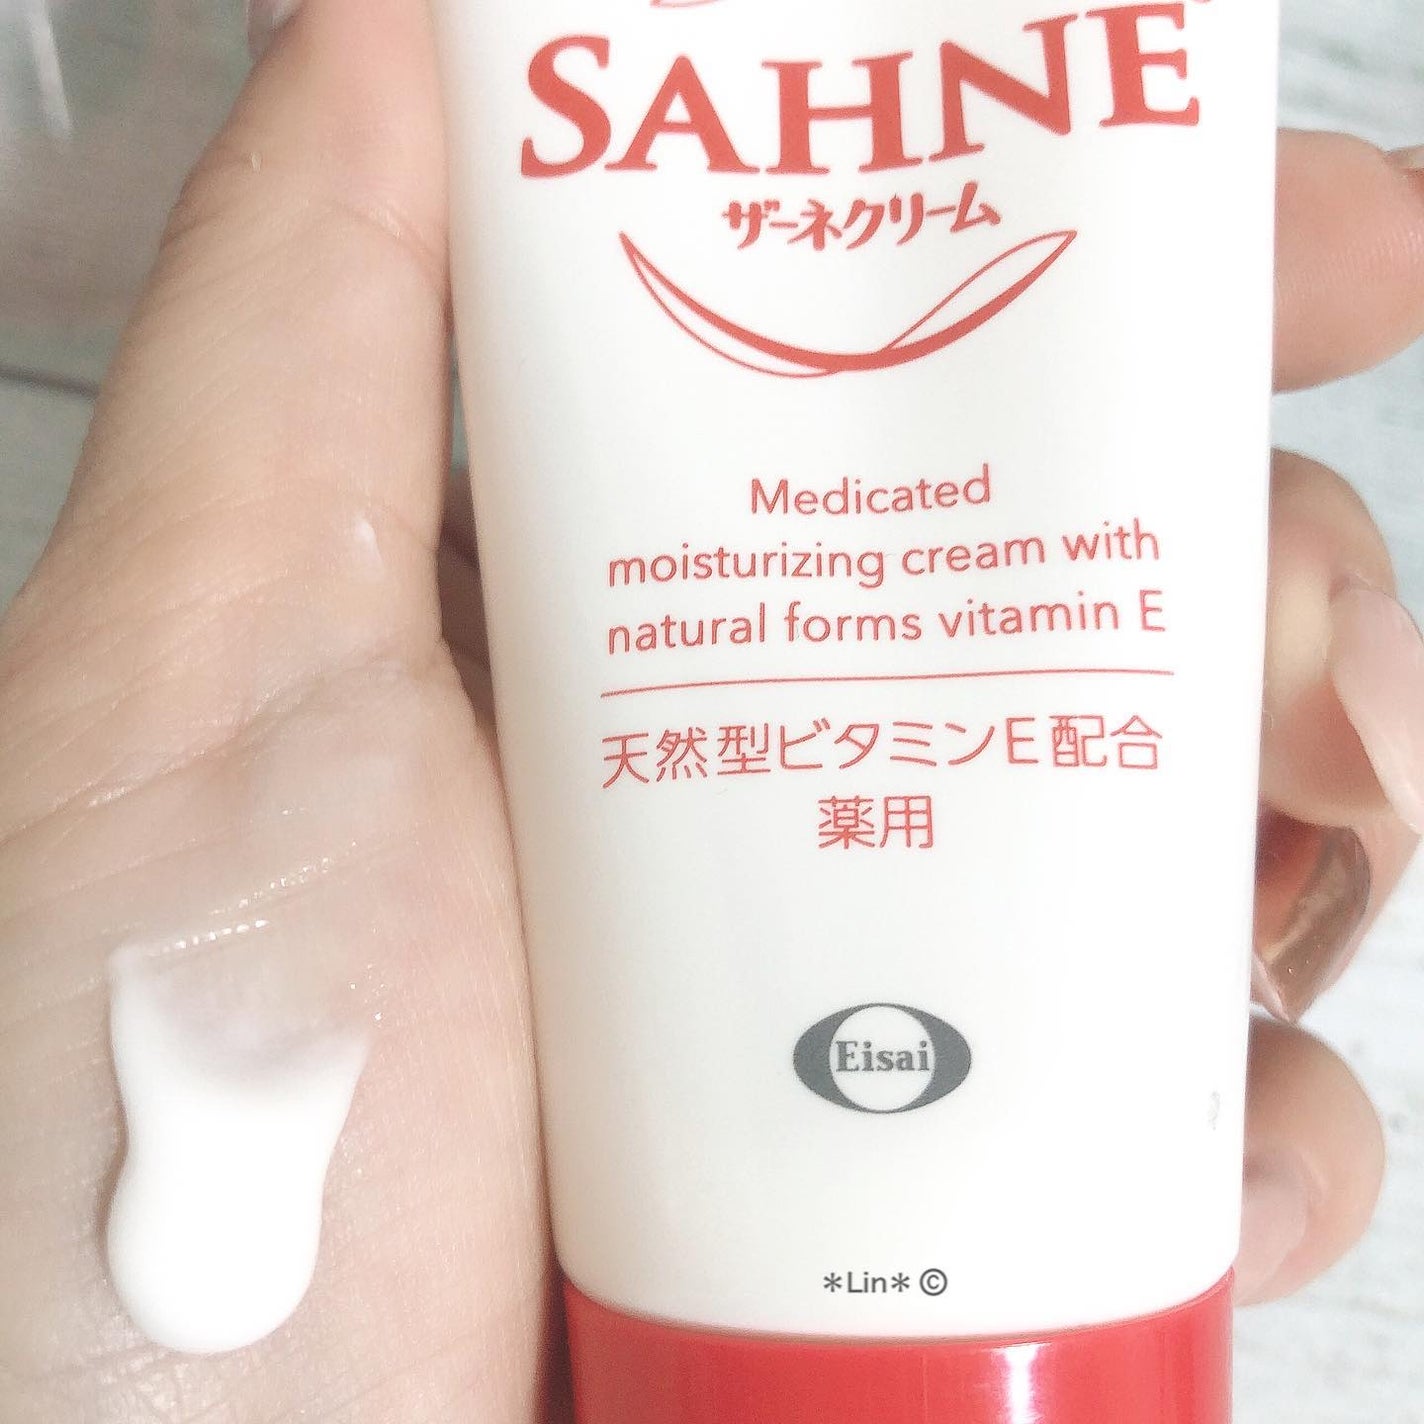 SAHNE
ザーネクリーム
Medicated
moisturizing cream with
natural forms vitamin E
天然型ビタミンE配合
薬用
Eisai
*Lin* ©